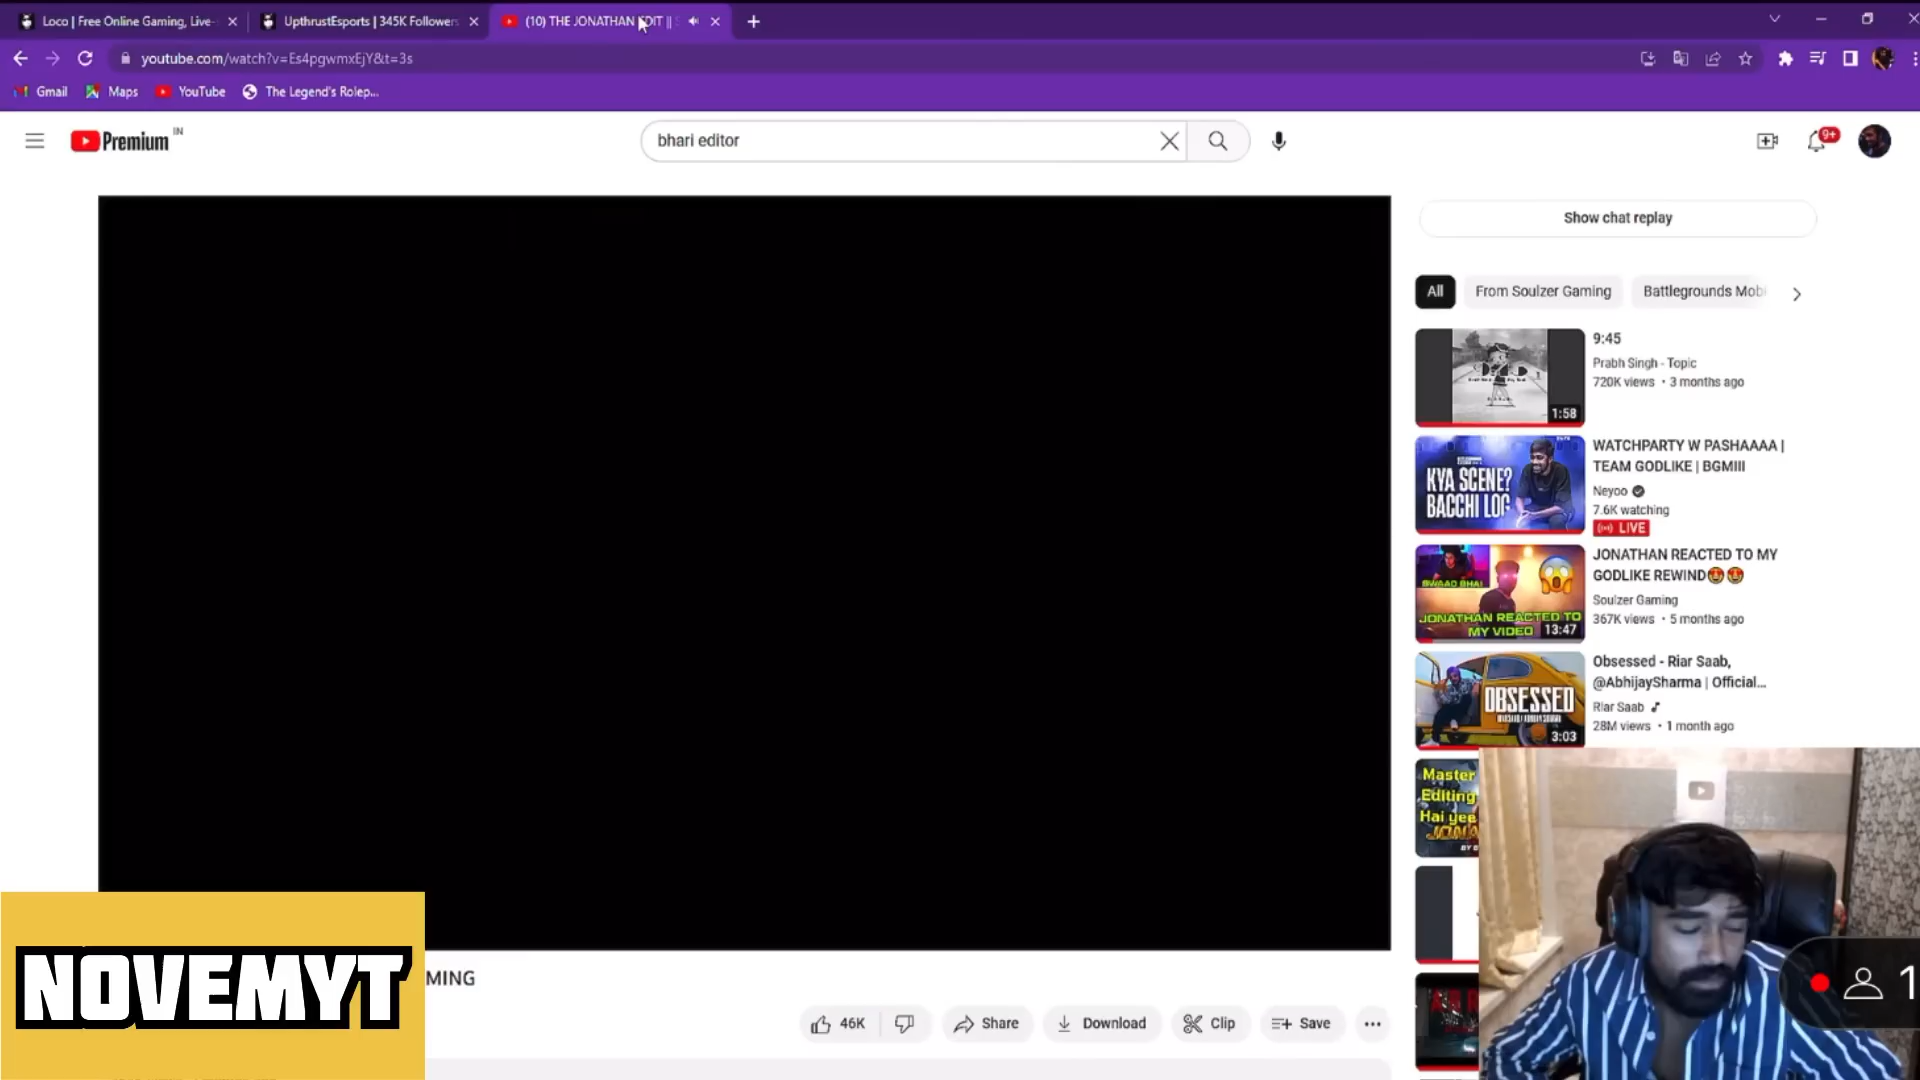 Loco | Free Online Gaming, Live-
UpthrustEsports | 345K Followers
(10) THE JONATHAN EDIT || S
youtube.com/watch?v=Es4pgwmxEjY&t=3s
Gmail
Maps
YouTube
The Legend's Rolep...
Premium IN
bhari editor
9+
Show chat replay
All
From Soulzer Gaming
Battlegrounds Mobi
1:58
9:45
Prabh Singh - Topic
720K views • 3 months ago
KYA SCENE?
BACCHI LOG
WATCHPARTY W PASHAAAA |
TEAM GODLIKE | BGMIII
Neyoo
7.6K watching
LIVE
SWAAD BHAI
JONATHAN REACTED TO
MY VIDEO
13:47
JONATHAN REACTED TO MY
GODLIKE REWIND😍😍
Soulzer Gaming
367K views • 5 months ago
OBSESSED
3:03
Obsessed - Riar Saab,
@AbhijaySharma | Official...
Riar Saab
28M views • 1 month ago
Master
Editing
Hai yee
JONA
NOVEMYT
MING
46K
Share
Download
Clip
Save
1